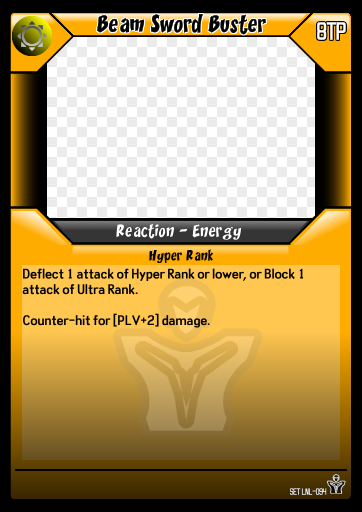 Beam Sword Buster
8TP
Reaction - Energy
Hyper Rank
Deflect 1 attack of Hyper Rank or lower, or Block 1
attack of Ultra Rank.
Counter-hit for [PLV+2] damage.
SET LNL-094